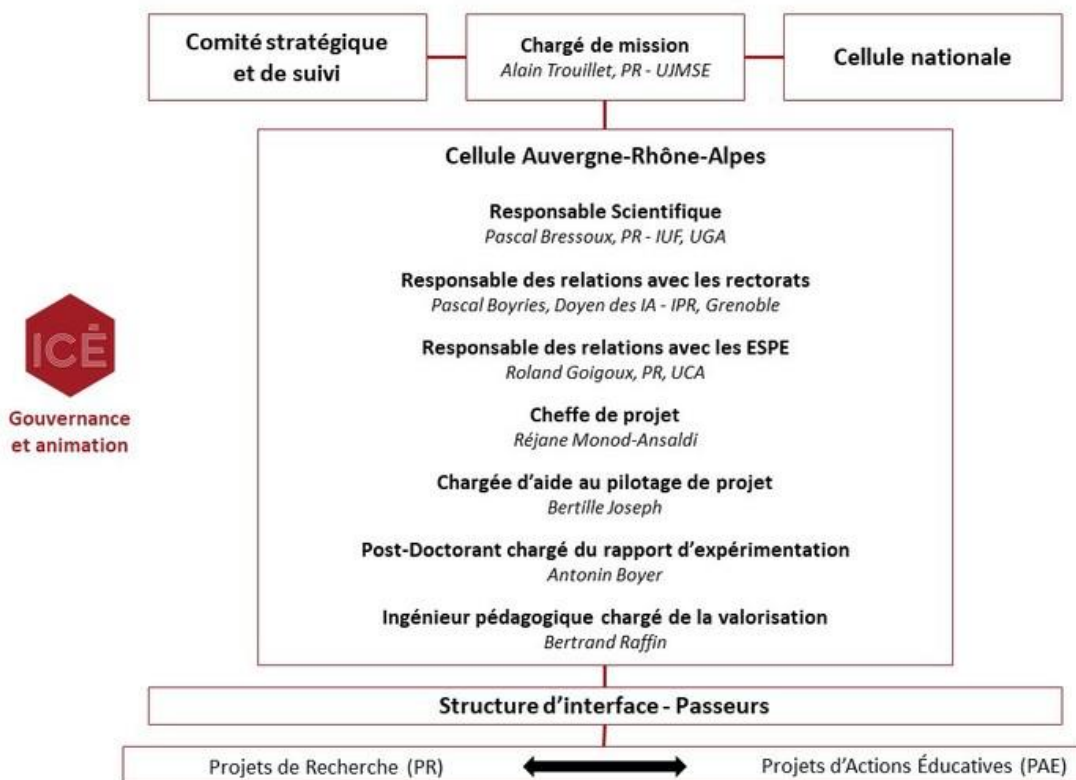 Comité stratégique
et de suivi
Chargé de mission
Alain Trouillet, PR - UJMSE
Cellule nationale
Cellule Auvergne-Rhône-Alpes
Responsable Scientifique
Pascal Bressoux, PR - IUF, UGA
Responsable des relations avec les rectorats
Pascal Boyries, Doyen des IA - IPR, Grenoble
Responsable des relations avec les ESPE
Roland Goigoux, PR, UCA
Cheffe de projet
Réjane Monod-Ansaldi
Chargée d'aide au pilotage de projet
Bertille Joseph
Post-Doctorant chargé du rapport d'expérimentation
Antonin Boyer
Ingénieur pédagogique chargé de la valorisation
Bertrand Raffin
ICÉ
Gouvernance
et animation
Structure d'interface - Passeurs
Projets de Recherche (PR)
Projets d'Actions Éducatives (PAE)